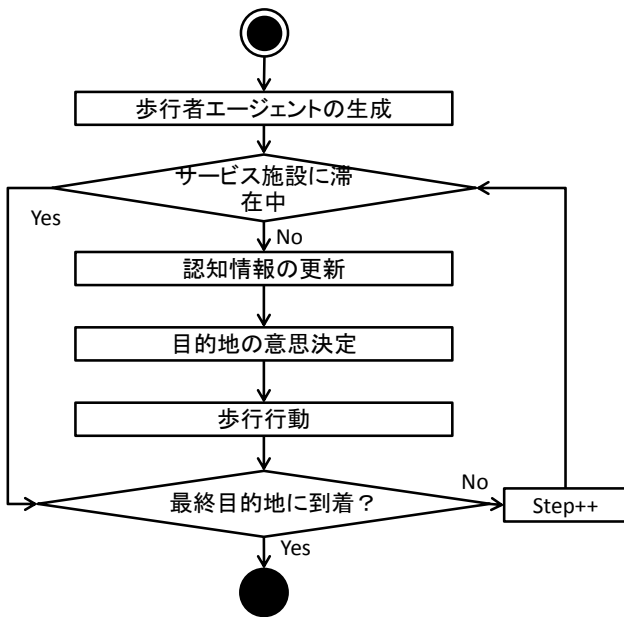 歩行者エージェントの生成
サービス施設に滞
在中
Yes
No
認知情報の更新
目的地の意思決定
歩行行動
最終目的地に到着？
No
Step++
Yes